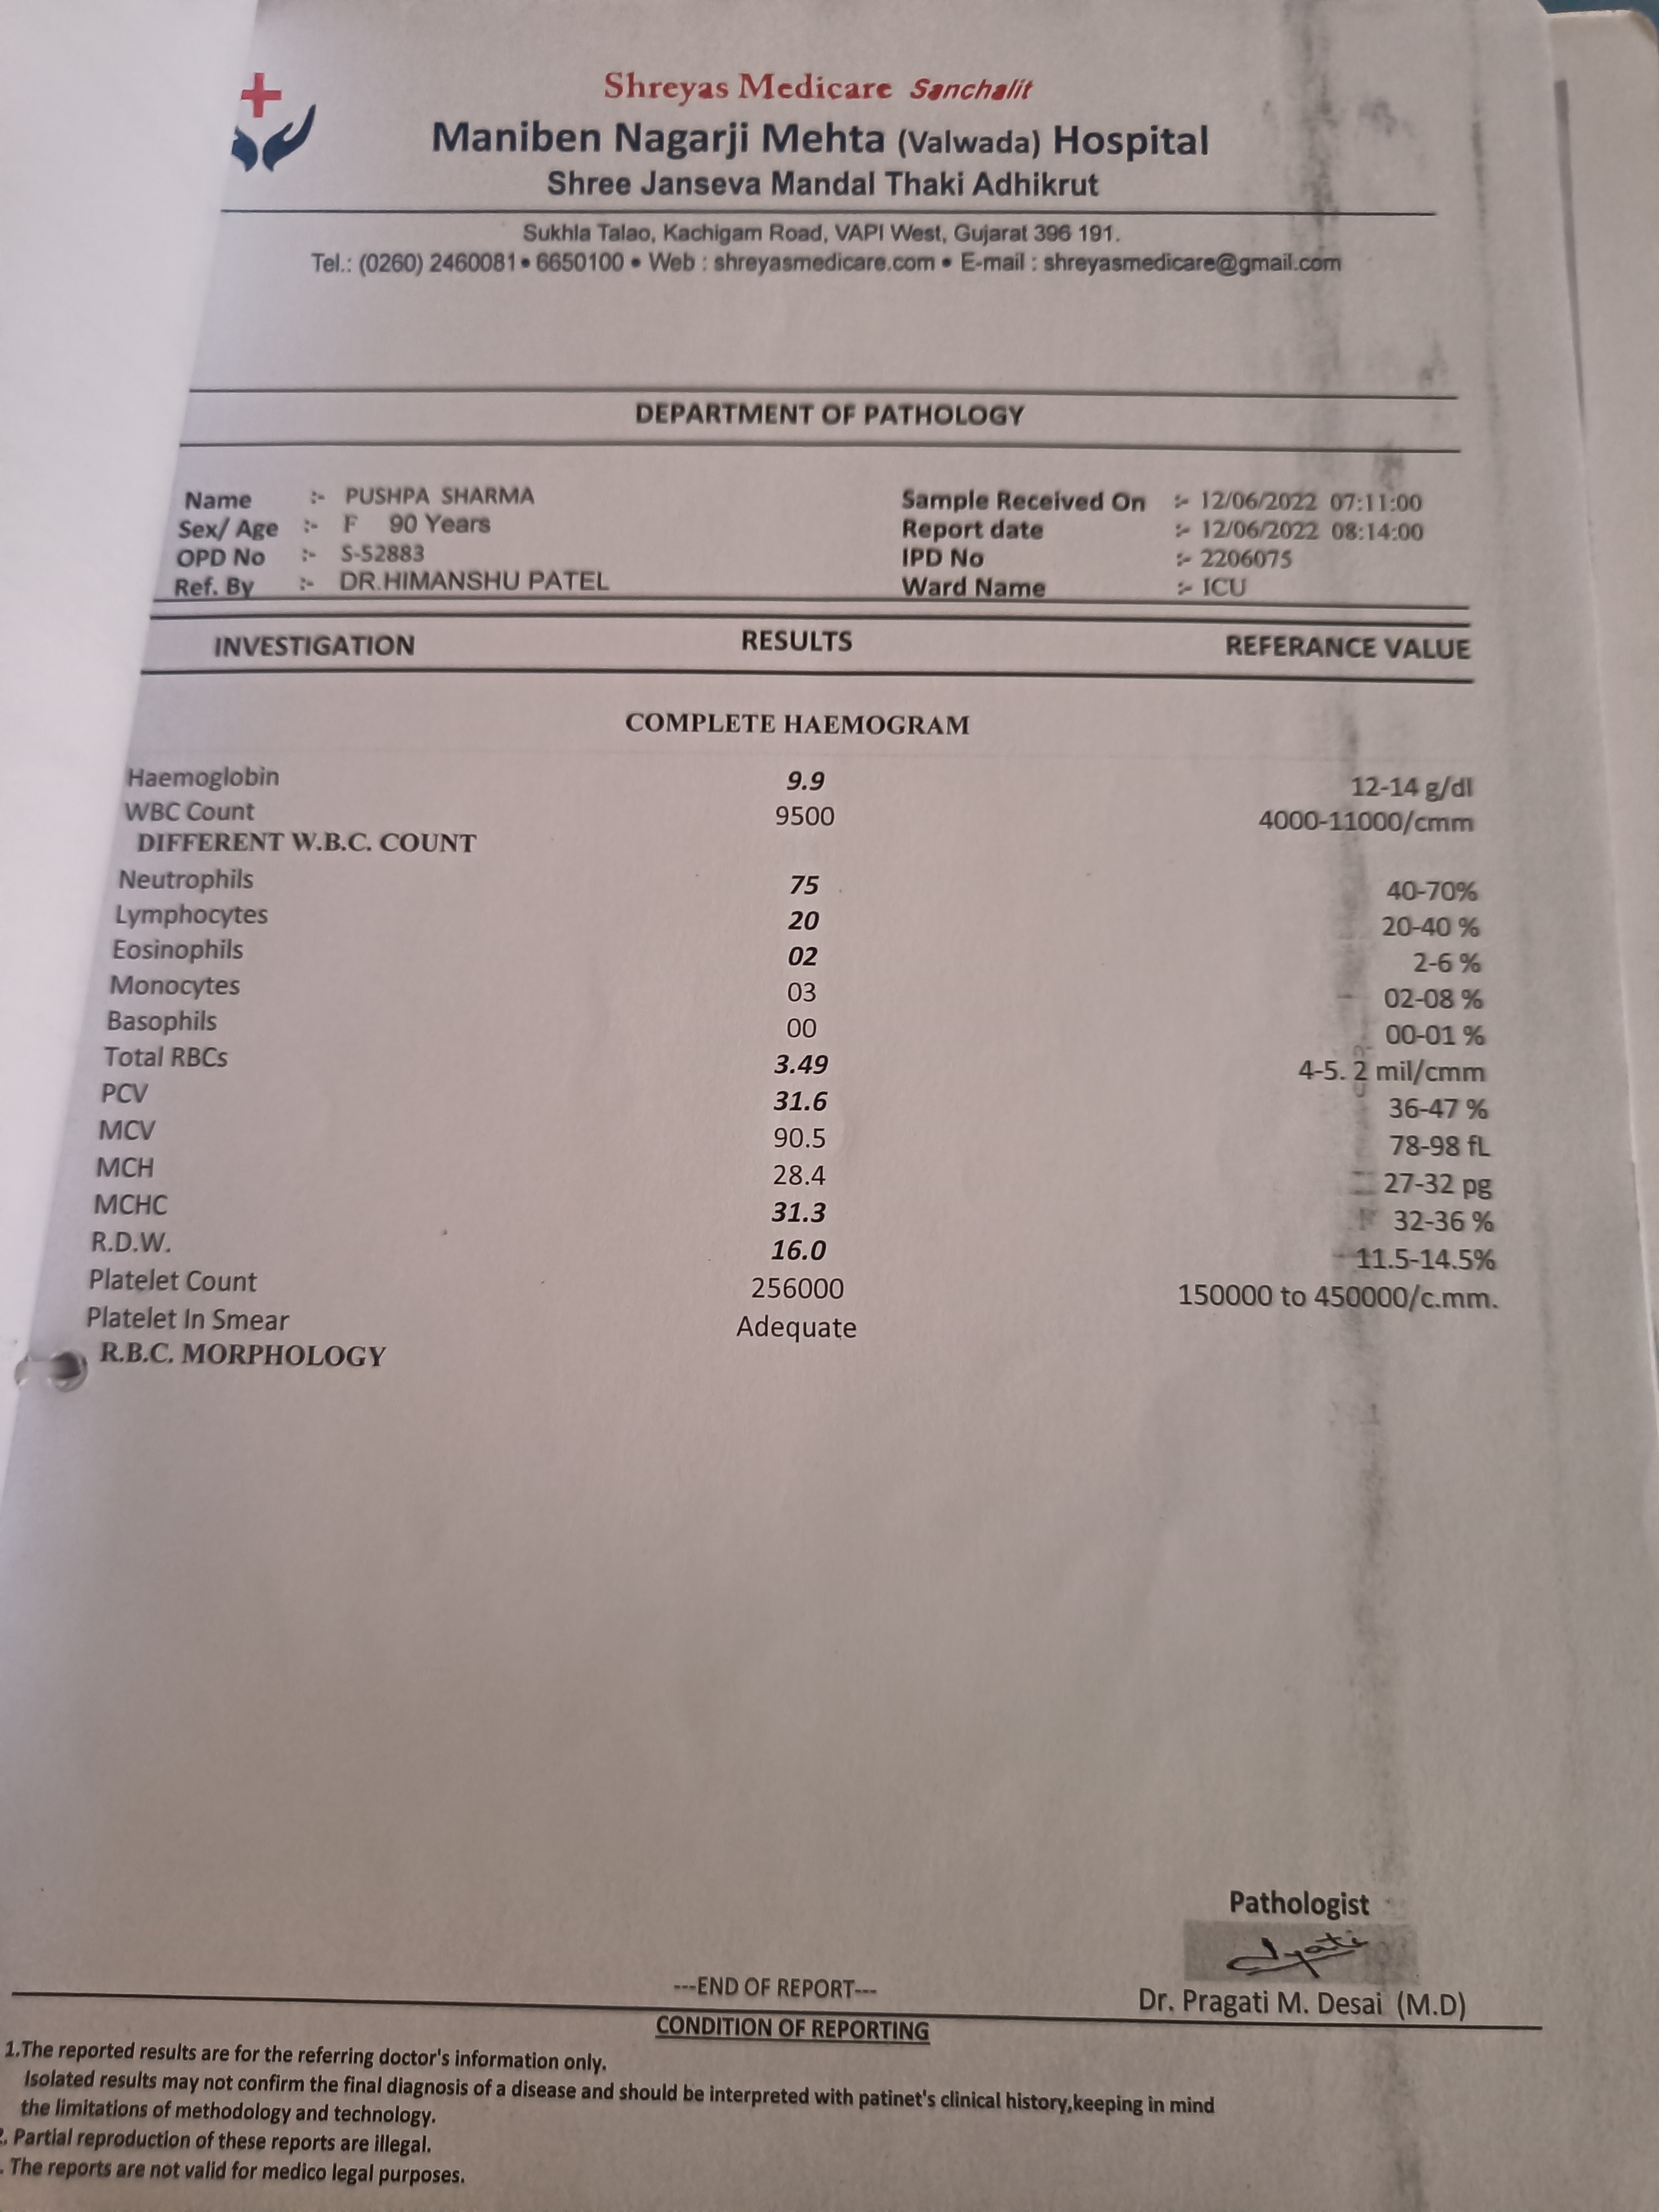 Shreyas Medicare Sanchalit
Maniben Nagarji Mehta (Valwada) Hospital
Shree Janseva Mandal Thaki Adhikrut
Sukhla Talao, Kachigam Road, VAPI West, Gujarat 396 191.
Tel.: (0260) 2460081 • 6650100 • Web : shreyasmedicare.com • E-mail : shreyasmedicare@gmail.com
DEPARTMENT OF PATHOLOGY
Name :- PUSHPA SHARMA Sample Received On :- 12/06/2022 07:11:00
Sex/ Age :- F 90 Years Report date :- 12/06/2022 08:14:00
OPD No :- S-52883 IPD No :- 2206075
Ref. By :- DR.HIMANSHU PATEL Ward Name :- ICU
INVESTIGATION RESULTS REFERANCE VALUE
COMPLETE HAEMOGRAM
Haemoglobin 9.9 12-14 g/dl
WBC Count 9500 4000-11000/cmm
DIFFERENT W.B.C. COUNT
Neutrophils 75 40-70%
Lymphocytes 20 20-40 %
Eosinophils 02 2-6 %
Monocytes 03 02-08 %
Basophils 00 00-01 %
Total RBCs 3.49 4-5. 2 mil/cmm
PCV 31.6 36-47 %
MCV 90.5 78-98 fL
MCH 28.4 27-32 pg
MCHC 31.3 32-36 %
R.D.W. 16.0 11.5-14.5%
Platelet Count 256000 150000 to 450000/c.mm.
Platelet In Smear Adequate
R.B.C. MORPHOLOGY
Pathologist
---END OF REPORT---
Dr. Pragati M. Desai (M.D)
CONDITION OF REPORTING
1.The reported results are for the referring doctor's information only.
Isolated results may not confirm the final diagnosis of a disease and should be interpreted with patinet's clinical history,keeping in mind
the limitations of methodology and technology.
. Partial reproduction of these reports are illegal.
. The reports are not valid for medico legal purposes.